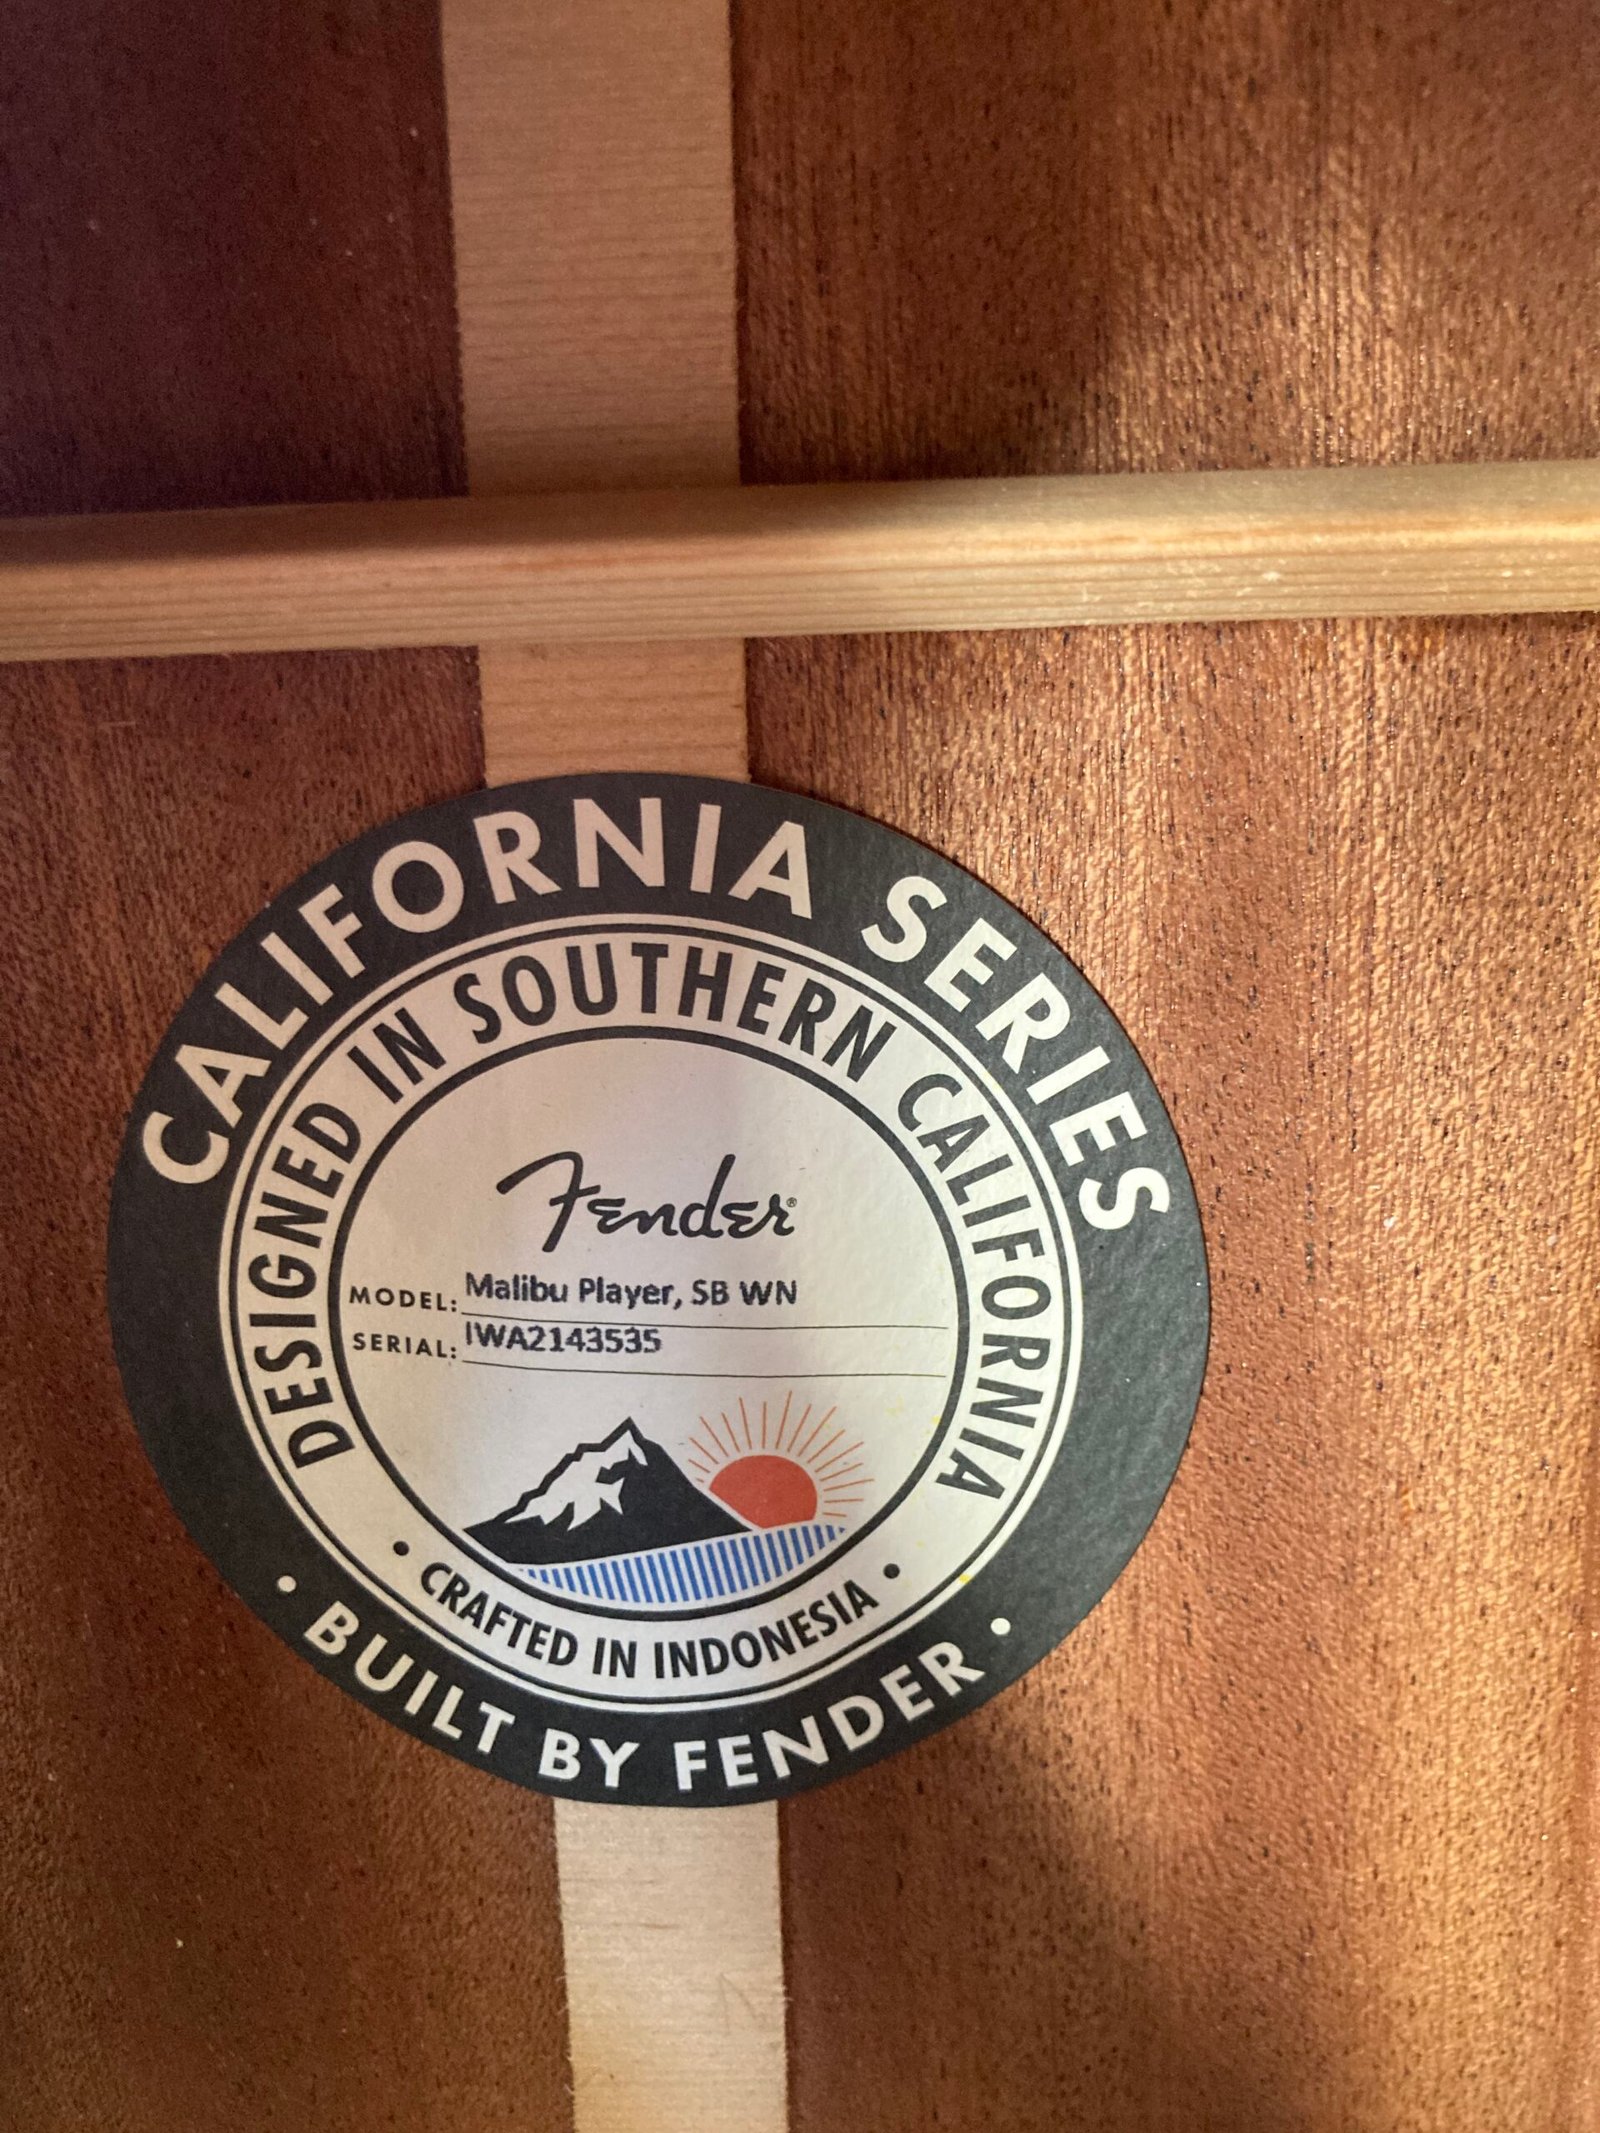 CALIFORNIA SERIES
DESIGNED IN SOUTHERN CALIFORNIA
Fender®
MODEL: Malibu Player, SB WN
SERIAL: IWA2143535
• CRAFTED IN INDONESIA •
• BUILT BY FENDER •